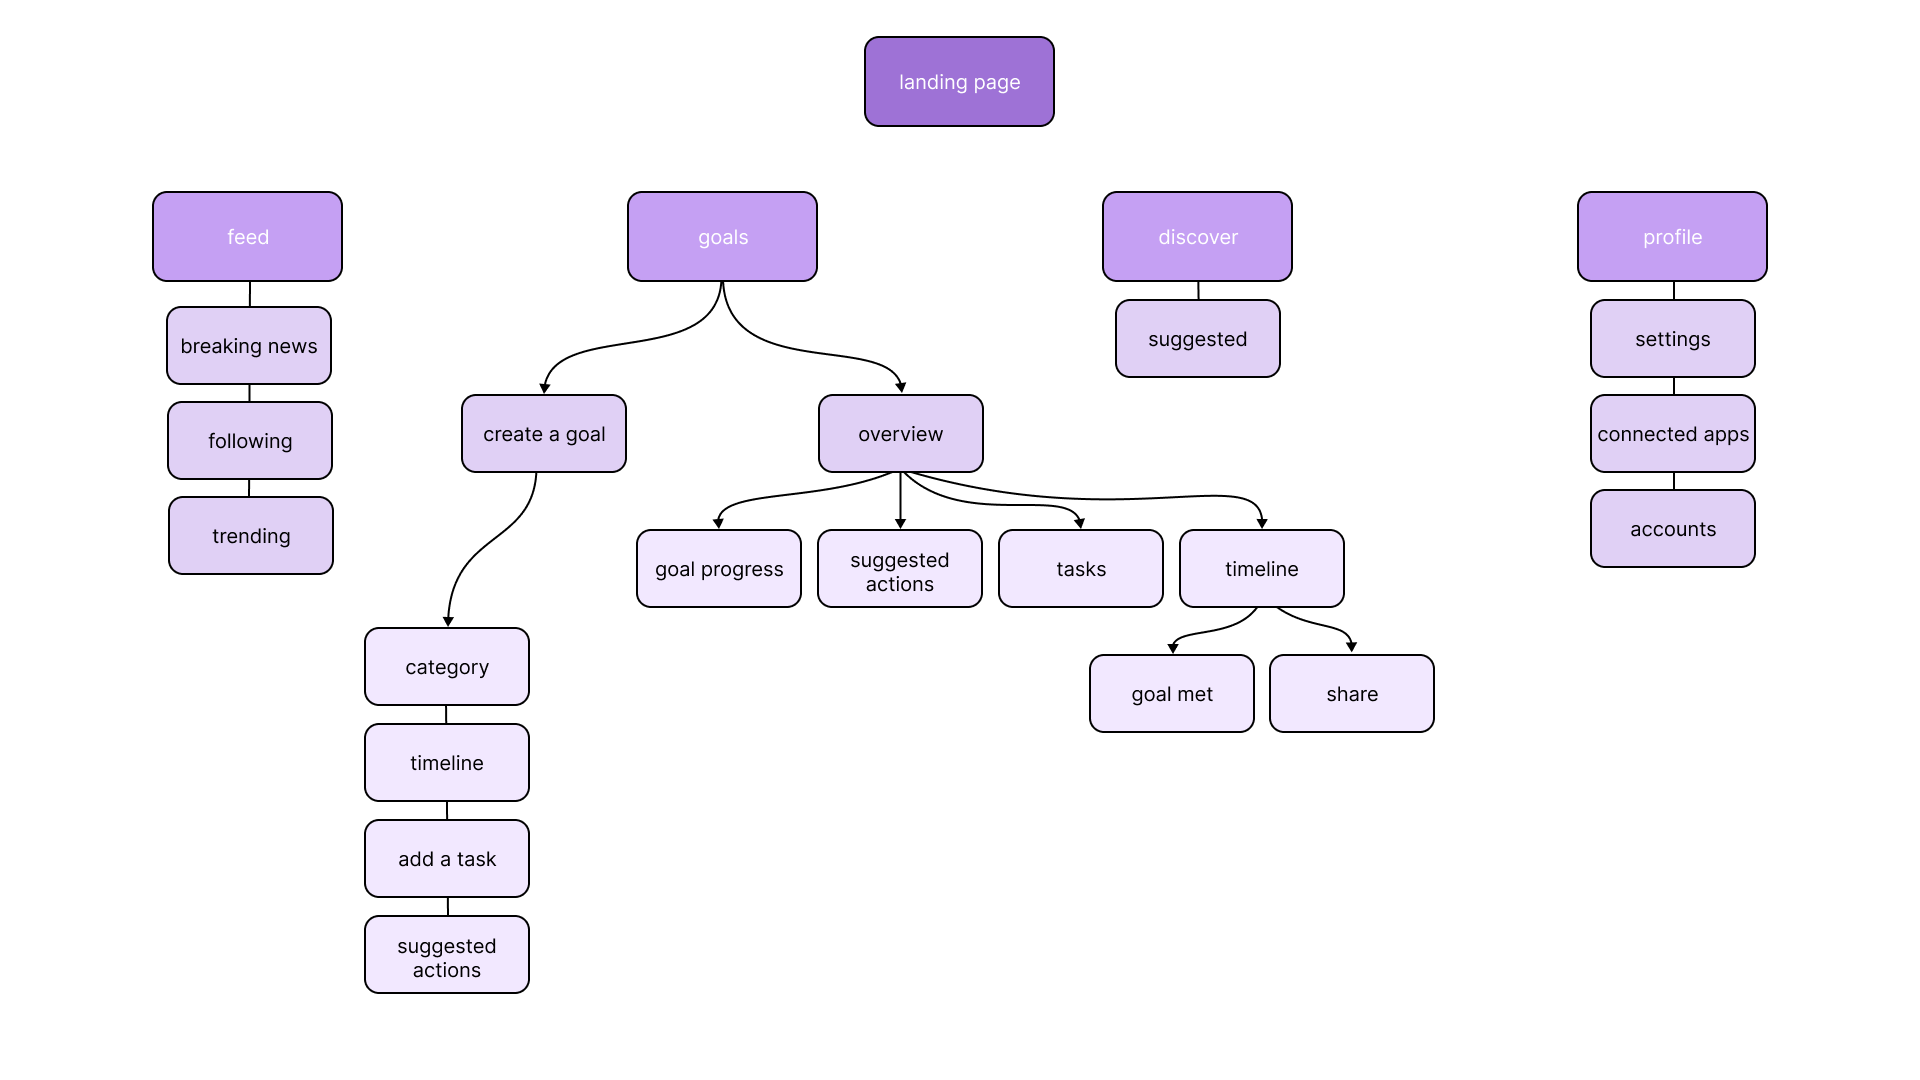 landing page
feed
goals
discover
profile
breaking news
suggested
settings
following
create a goal
overview
connected apps
trending
goal progress
suggested
actions
tasks
timeline
accounts
category
goal met
share
timeline
add a task
suggested
actions